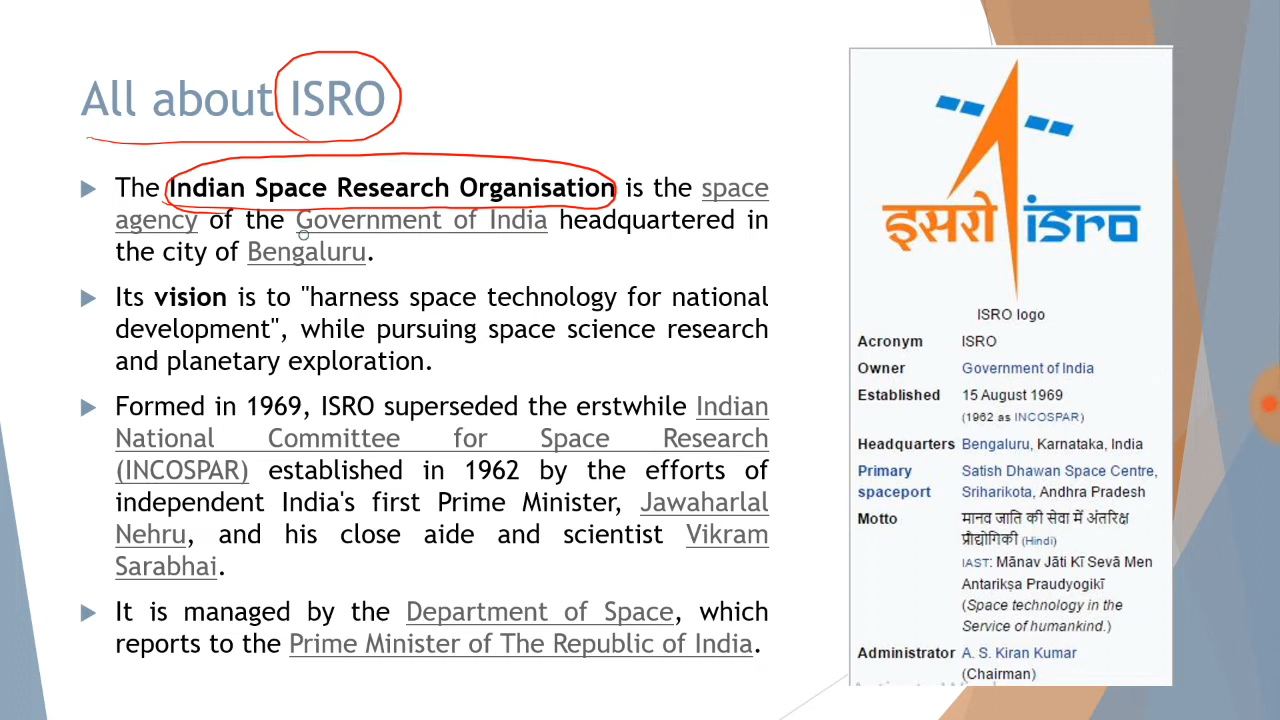 All about ISRO
The Indian Space Research Organisation is the space
agency of the Government of India headquartered in
the city of Bengaluru.
Its vision is to "harness space technology for national
development", while pursuing space science research
and planetary exploration.
Formed in 1969, ISRO superseded the erstwhile Indian
National Committee for Space Research
(INCOSPAR) established in 1962 by the efforts of
independent India's first Prime Minister, Jawaharlal
Nehru, and his close aide and scientist Vikram
Sarabhai.
It is managed by the Department of Space, which
reports to the Prime Minister of The Republic of India.
इसरो isro
ISRO logo
Acronym ISRO
Owner Government of India
Established 15 August 1969
(1962 as INCOSPAR)
Headquarters Bengaluru, Karnataka, India
Primary Satish Dhawan Space Centre,
spaceport Sriharikota, Andhra Pradesh
Motto मानव जाति की सेवा में अंतरिक्ष
प्रौद्योगिकी (Hindi)
IAST: Mānav Jāti Kī Sevā Men
Antarikṣa Praudyogikī
(Space technology in the
Service of humankind.)
Administrator A. S. Kiran Kumar
(Chairman)